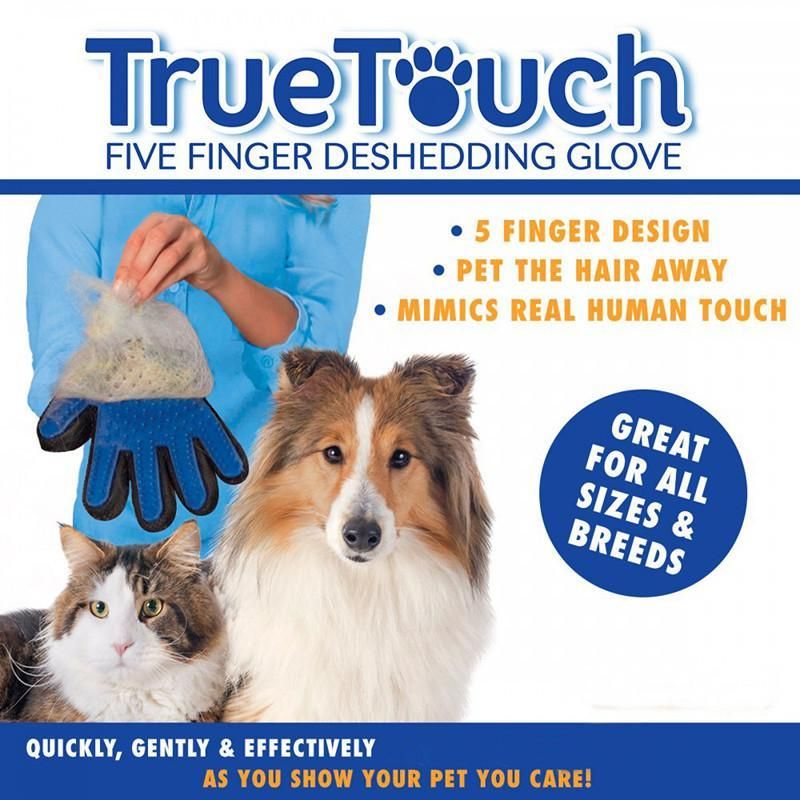 TrueTouch
FIVE FINGER DESHEDDING GLOVE
• 5 FINGER DESIGN
• PET THE HAIR AWAY
• MIMICS REAL HUMAN TOUCH
GREAT
FOR ALL
SIZES &
BREEDS
QUICKLY, GENTLY & EFFECTIVELY
AS YOU SHOW YOUR PET YOU CARE!